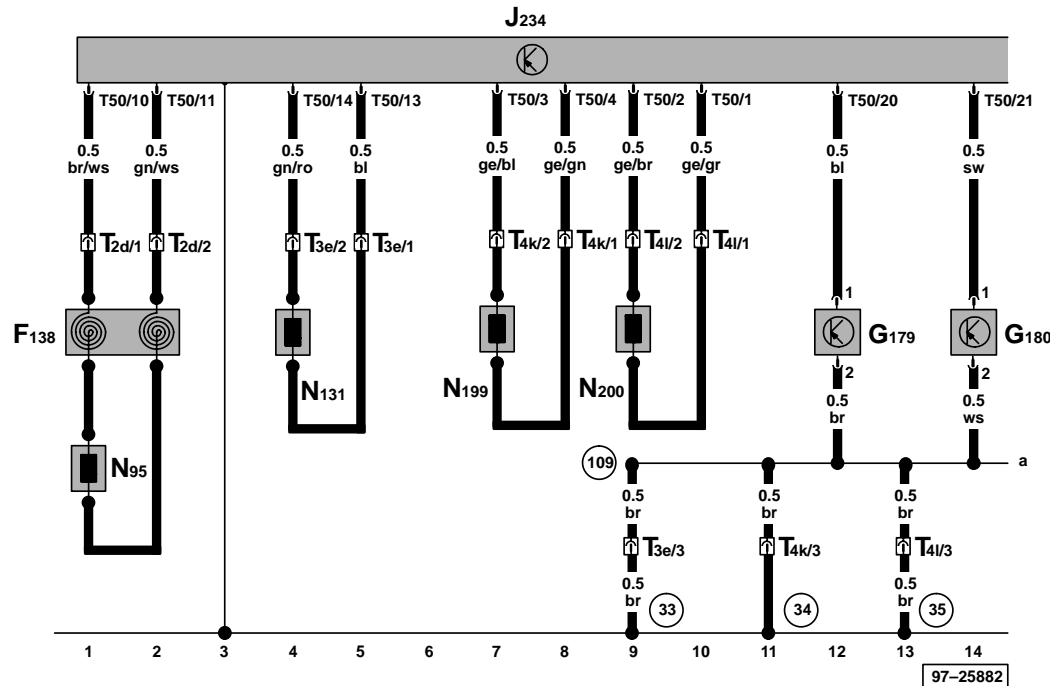 J234
T50/10 T50/11 T50/14 T50/13 T50/3 T50/4 T50/2 T50/1 T50/20 T50/21
0.5 0.5 0.5 0.5 0.5 0.5 0.5 0.5 0.5 0.5
br/ws gn/ws gn/ro bl ge/bl ge/gn ge/br ge/gr bl sw
T2d/1 T2d/2 T3e/2 T3e/1 T4k/2 T4k/1 T4l/2 T4l/1
1 1
F138 G179 G180
2 2
N131 N199 N200
0.5 0.5
br ws
N95 109 a
0.5 0.5 0.5
br br br
T3e/3 T4k/3 T4l/3
0.5 0.5
br br
33 34 35
1 2 3 4 5 6 7 8 9 10 11 12 13 14
97–25882